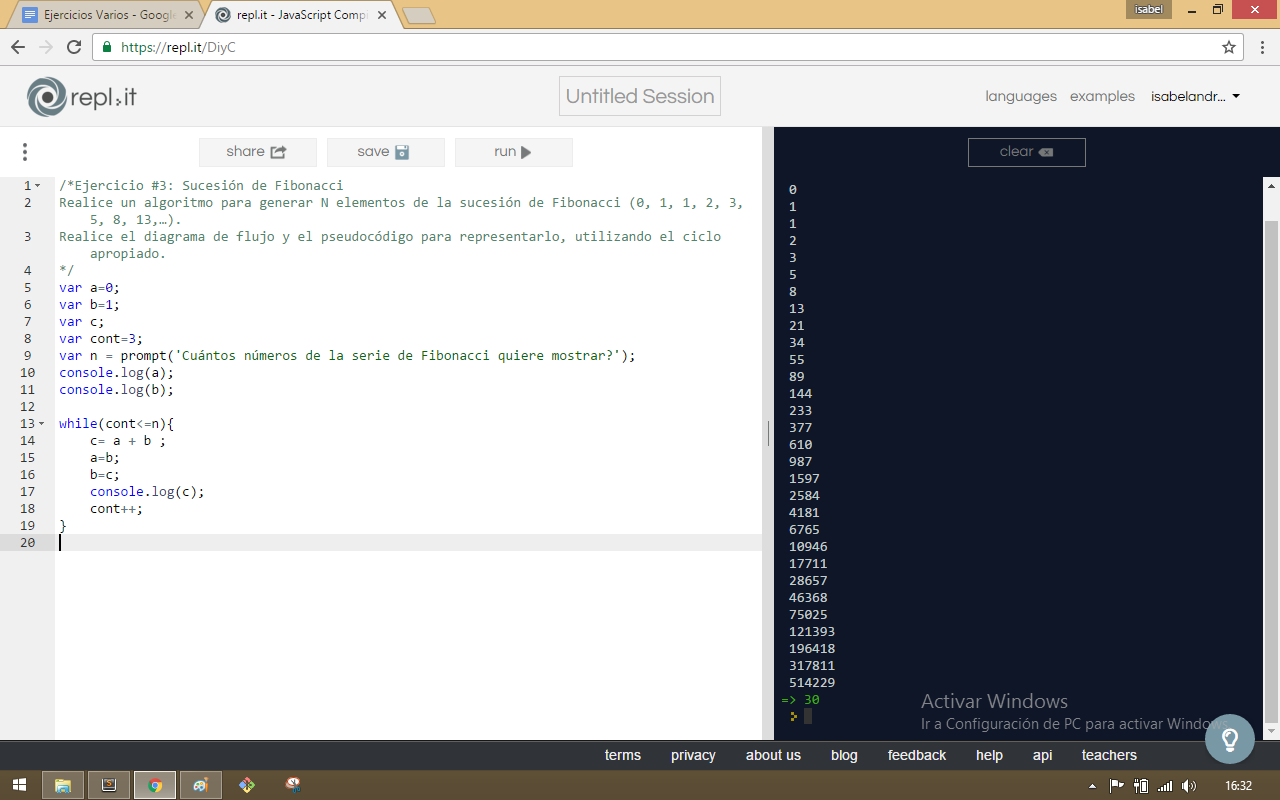 Ejercicios Varios - Google
repl.it - JavaScript Comp
isabel
https://repl.it/DiyC
repl.it
Untitled Session
languages
examples
isabelandr...
share
save
run
clear
1 /*Ejercicio #3: Sucesión de Fibonacci
2 Realice un algoritmo para generar N elementos de la sucesión de Fibonacci (0, 1, 1, 2, 3,
5, 8, 13,…).
3 Realice el diagrama de flujo y el pseudocódigo para representarlo, utilizando el ciclo
apropiado.
4 */
5 var a=0;
6 var b=1;
7 var c;
8 var cont=3;
9 var n = prompt('Cuántos números de la serie de Fibonacci quiere mostrar?');
10 console.log(a);
11 console.log(b);
12
13 while(cont<=n){
14 c= a + b ;
15 a=b;
16 b=c;
17 console.log(c);
18 cont++;
19 }
20
0
1
1
2
3
5
8
13
21
34
55
89
144
233
377
610
987
1597
2584
4181
6765
10946
17711
28657
46368
75025
121393
196418
317811
514229
=> 30
Activar Windows
Ir a Configuración de PC para activar Windows.
terms
privacy
about us
blog
feedback
help
api
teachers
16:32